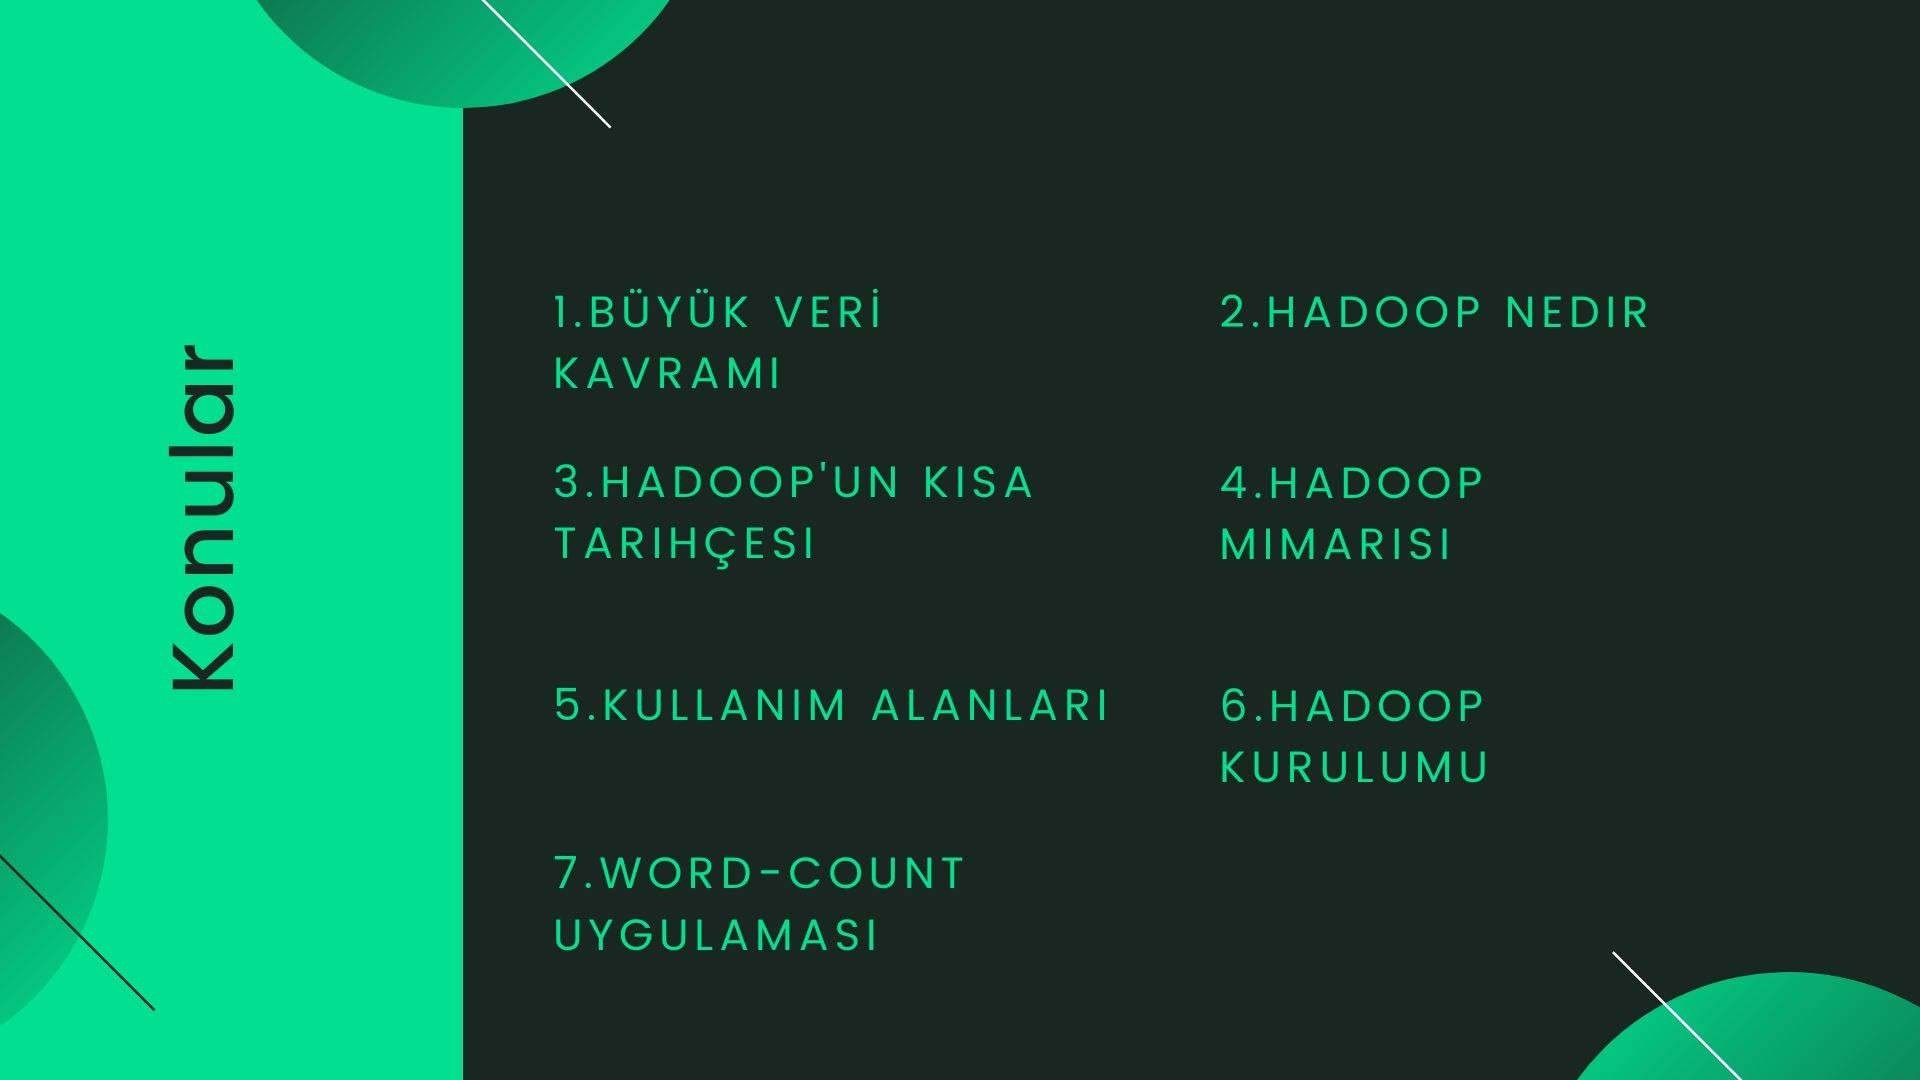 Konular
1.BÜYÜK VERİ
KAVRAMI
2.HADOOP NEDIR
3.HADOOP'UN KISA
TARIHÇESI
4.HADOOP
MIMARISI
5.KULLANIM ALANLARI
6.HADOOP
KURULUMU
7.WORD-COUNT
UYGULAMASI